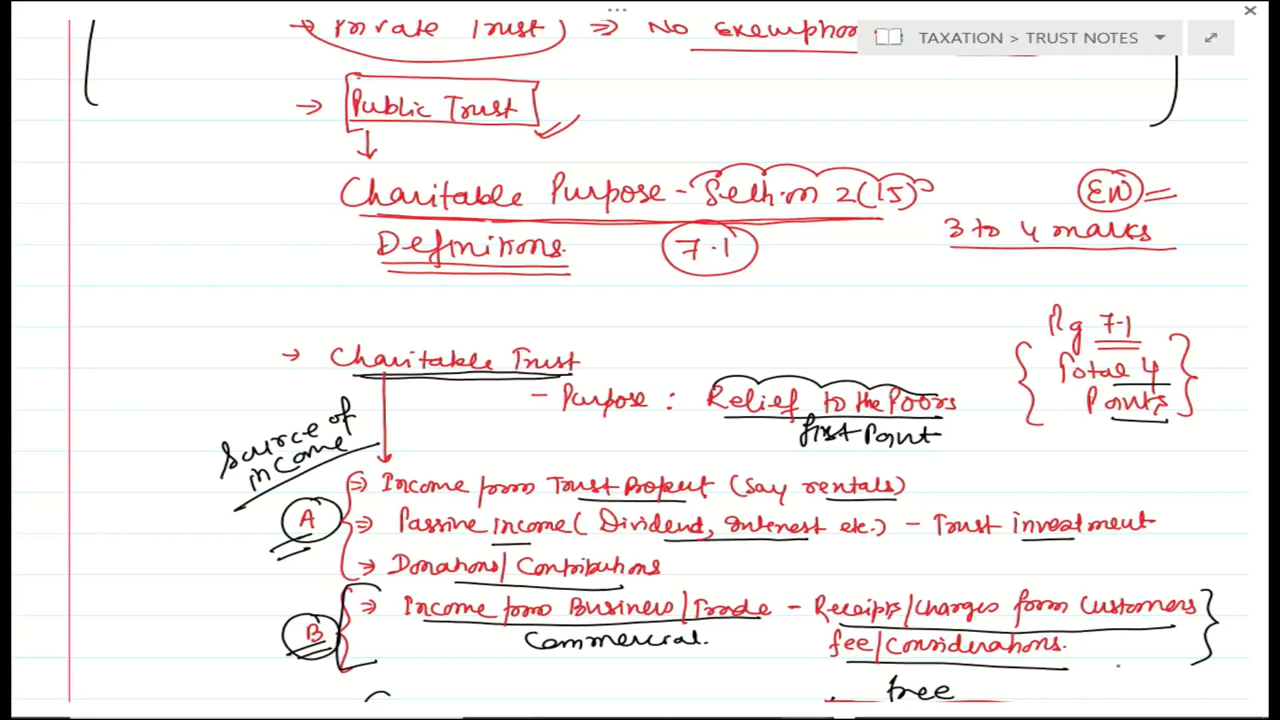 → Private Trust ⇒ No exemption
TAXATION > TRUST NOTES
→ Public Trust
Charitable Purpose - Section 2(15)
Definitions. 7.1
3 to 4 marks
Pg 7.1
Total 4
Points
→ Charitable Trust
- Purpose : Relief to the Poors
first Point
Source of
income
A
⇒ Income from Trust Propert (say rentals)
⇒ Passive income ( Dividend, Interest etc.) - Trust investment
⇒ Donations / Contributions
B
⇒ Income from Business / Trade - Receipts/charges from customers
Commercial. fee/Considerations.
free